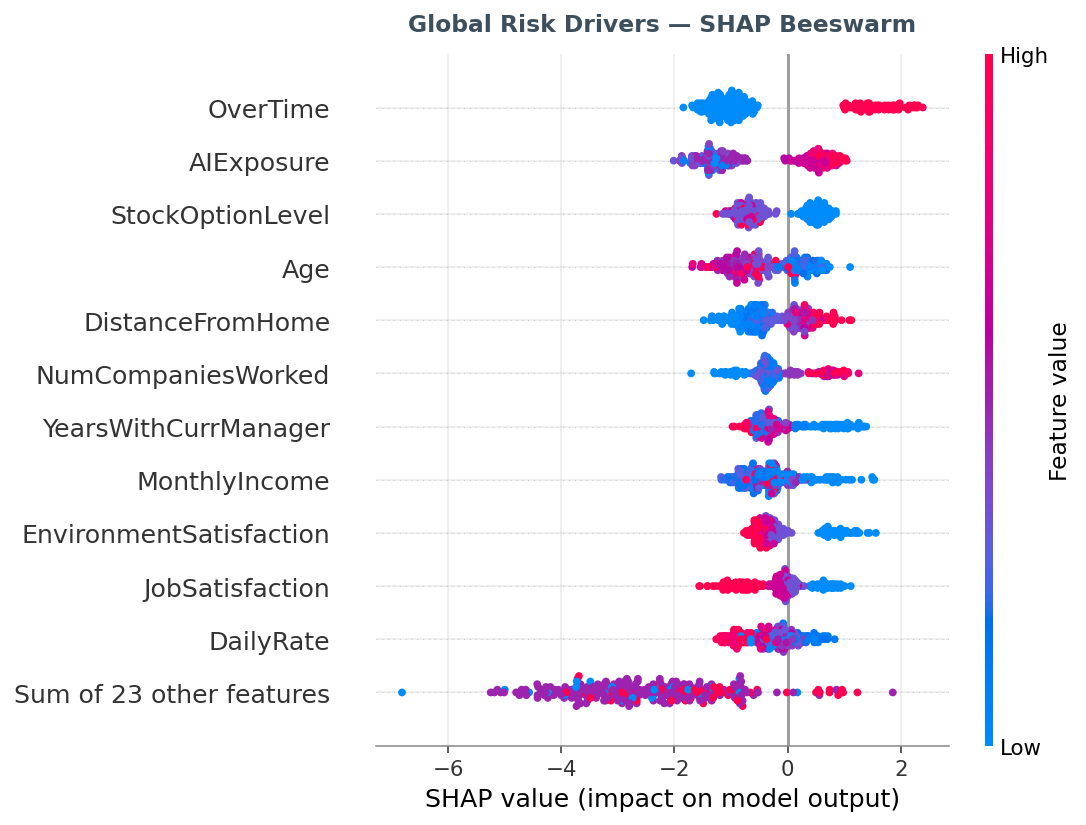 Global Risk Drivers — SHAP Beeswarm
High
OverTime
AIExposure
StockOptionLevel
Age
DistanceFromHome
NumCompaniesWorked
YearsWithCurrManager
MonthlyIncome
EnvironmentSatisfaction
JobSatisfaction
DailyRate
Sum of 23 other features
Feature value
Low
−6 −4 −2 0 2
SHAP value (impact on model output)